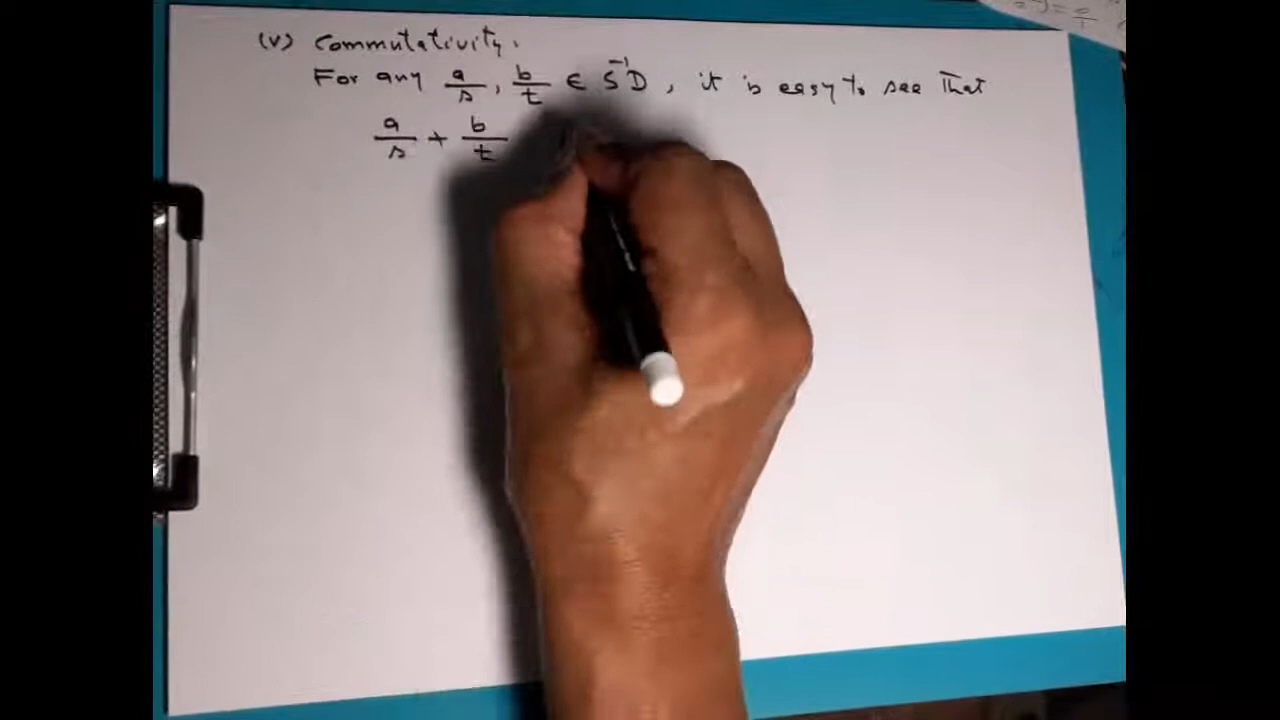 (v) Commutativity.
For any a/s, b/t ∈ S⁻¹D, it is easy to see that
a/s + b/t